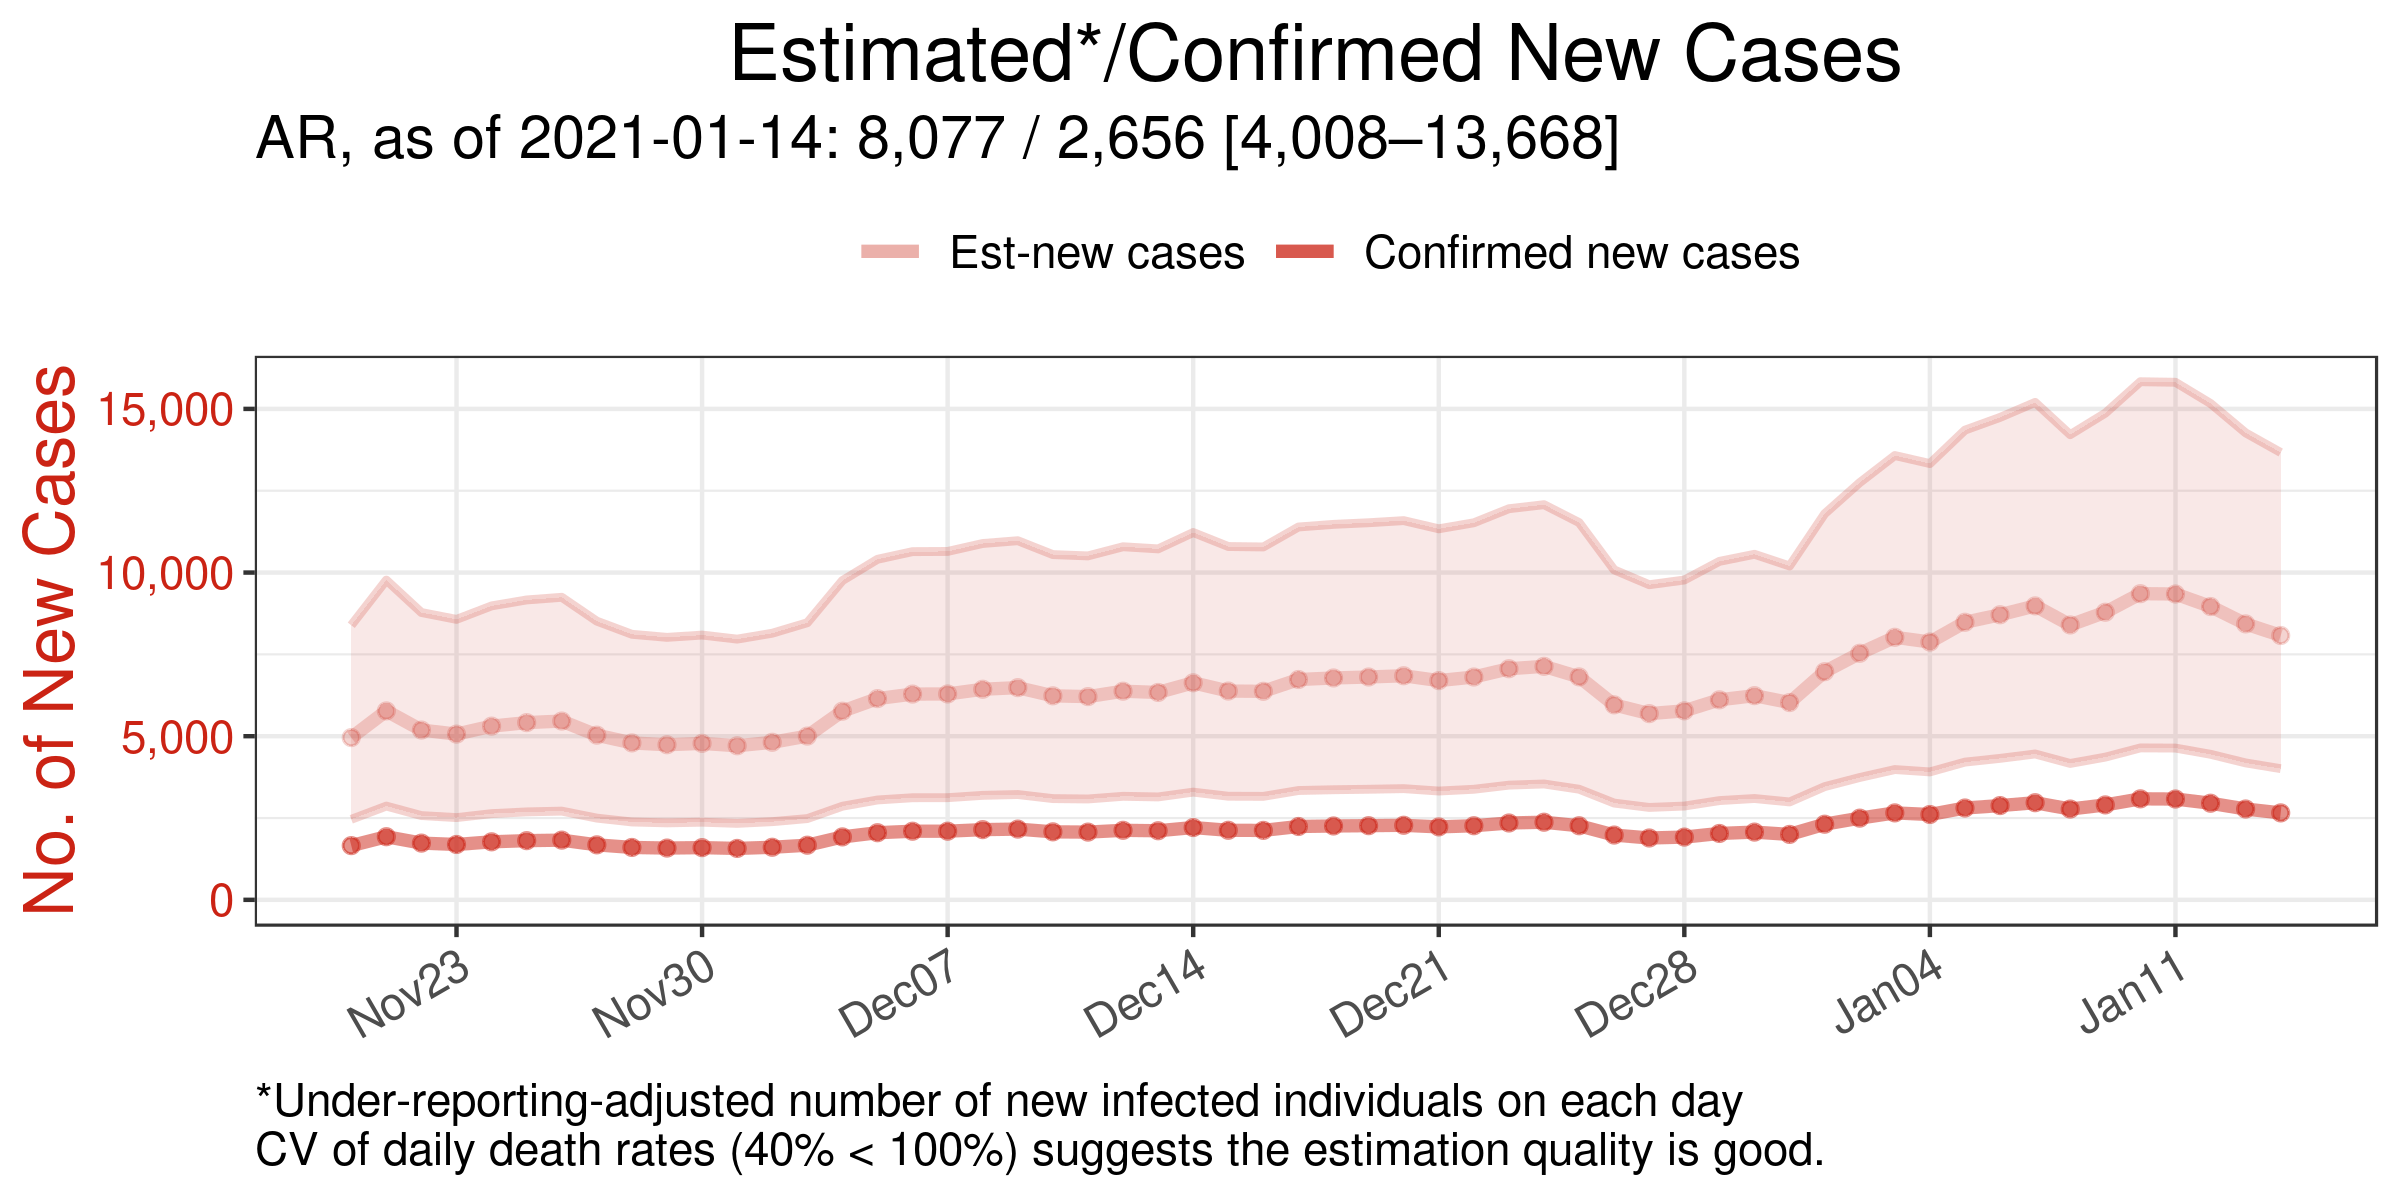 Estimated*/Confirmed New Cases
AR, as of 2021-01-14: 8,077 / 2,656 [4,008–13,668]
Est-new cases
Confirmed new cases
No. of New Cases
15,000
10,000
5,000
0
Nov23
Nov30
Dec07
Dec14
Dec21
Dec28
Jan04
Jan11
*Under-reporting-adjusted number of new infected individuals on each day
CV of daily death rates (40% < 100%) suggests the estimation quality is good.